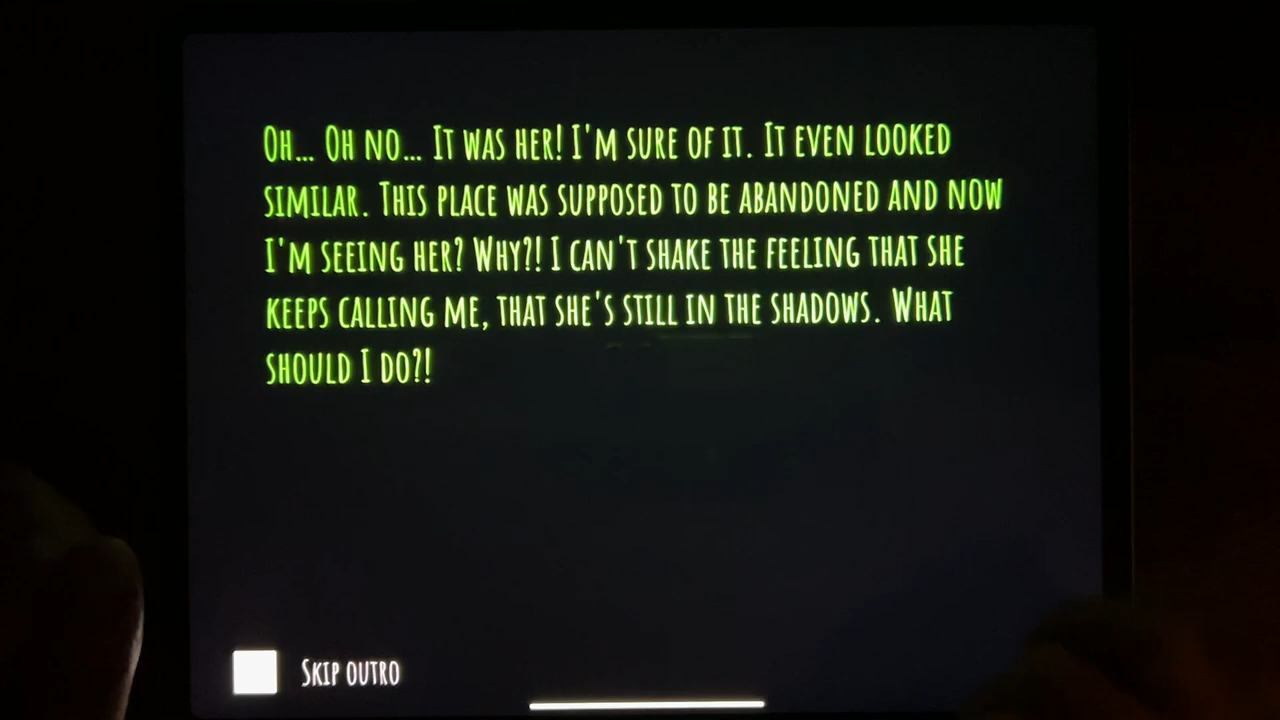 Oh... Oh no... It was her! I'm sure of it. It even looked
similar. This place was supposed to be abandoned and now
I'm seeing her? Why?! I can't shake the feeling that she
keeps calling me, that she's still in the shadows. What
should I do?!
Skip outro